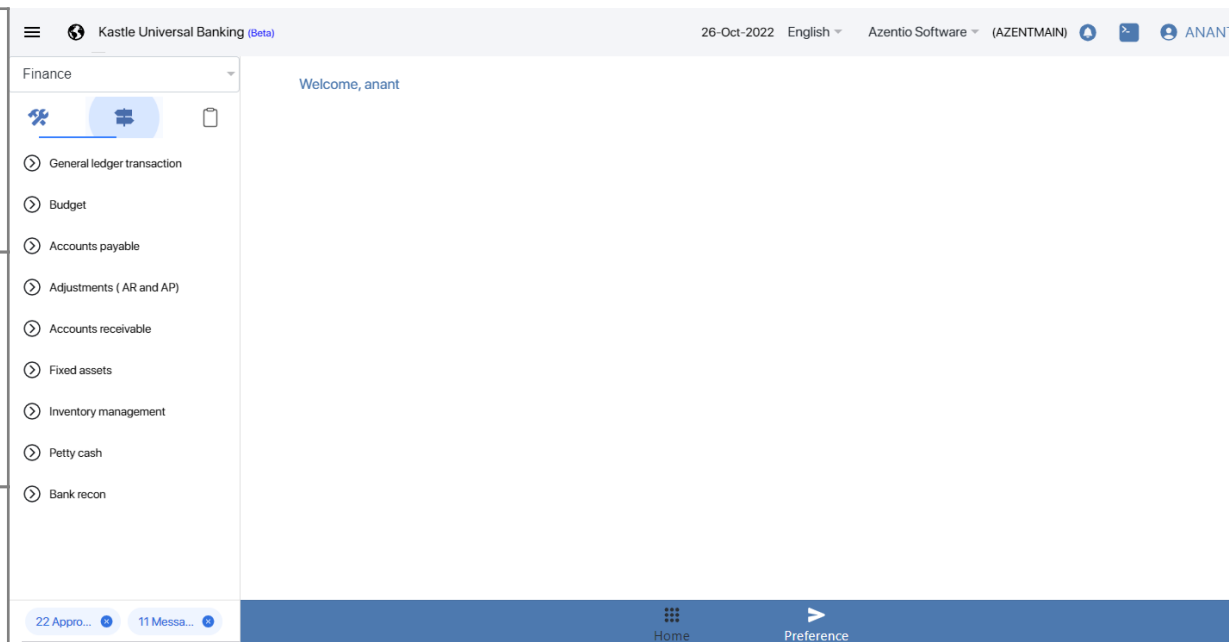 Kastle Universal Banking (Beta)
26-Oct-2022 English Azentio Software (AZENTMAIN) ANANT
Finance
Welcome, anant
General ledger transaction
Budget
Accounts payable
Adjustments ( AR and AP)
Accounts receivable
Fixed assets
Inventory management
Petty cash
Bank recon
22 Appro... 11 Messa...
Home Preference